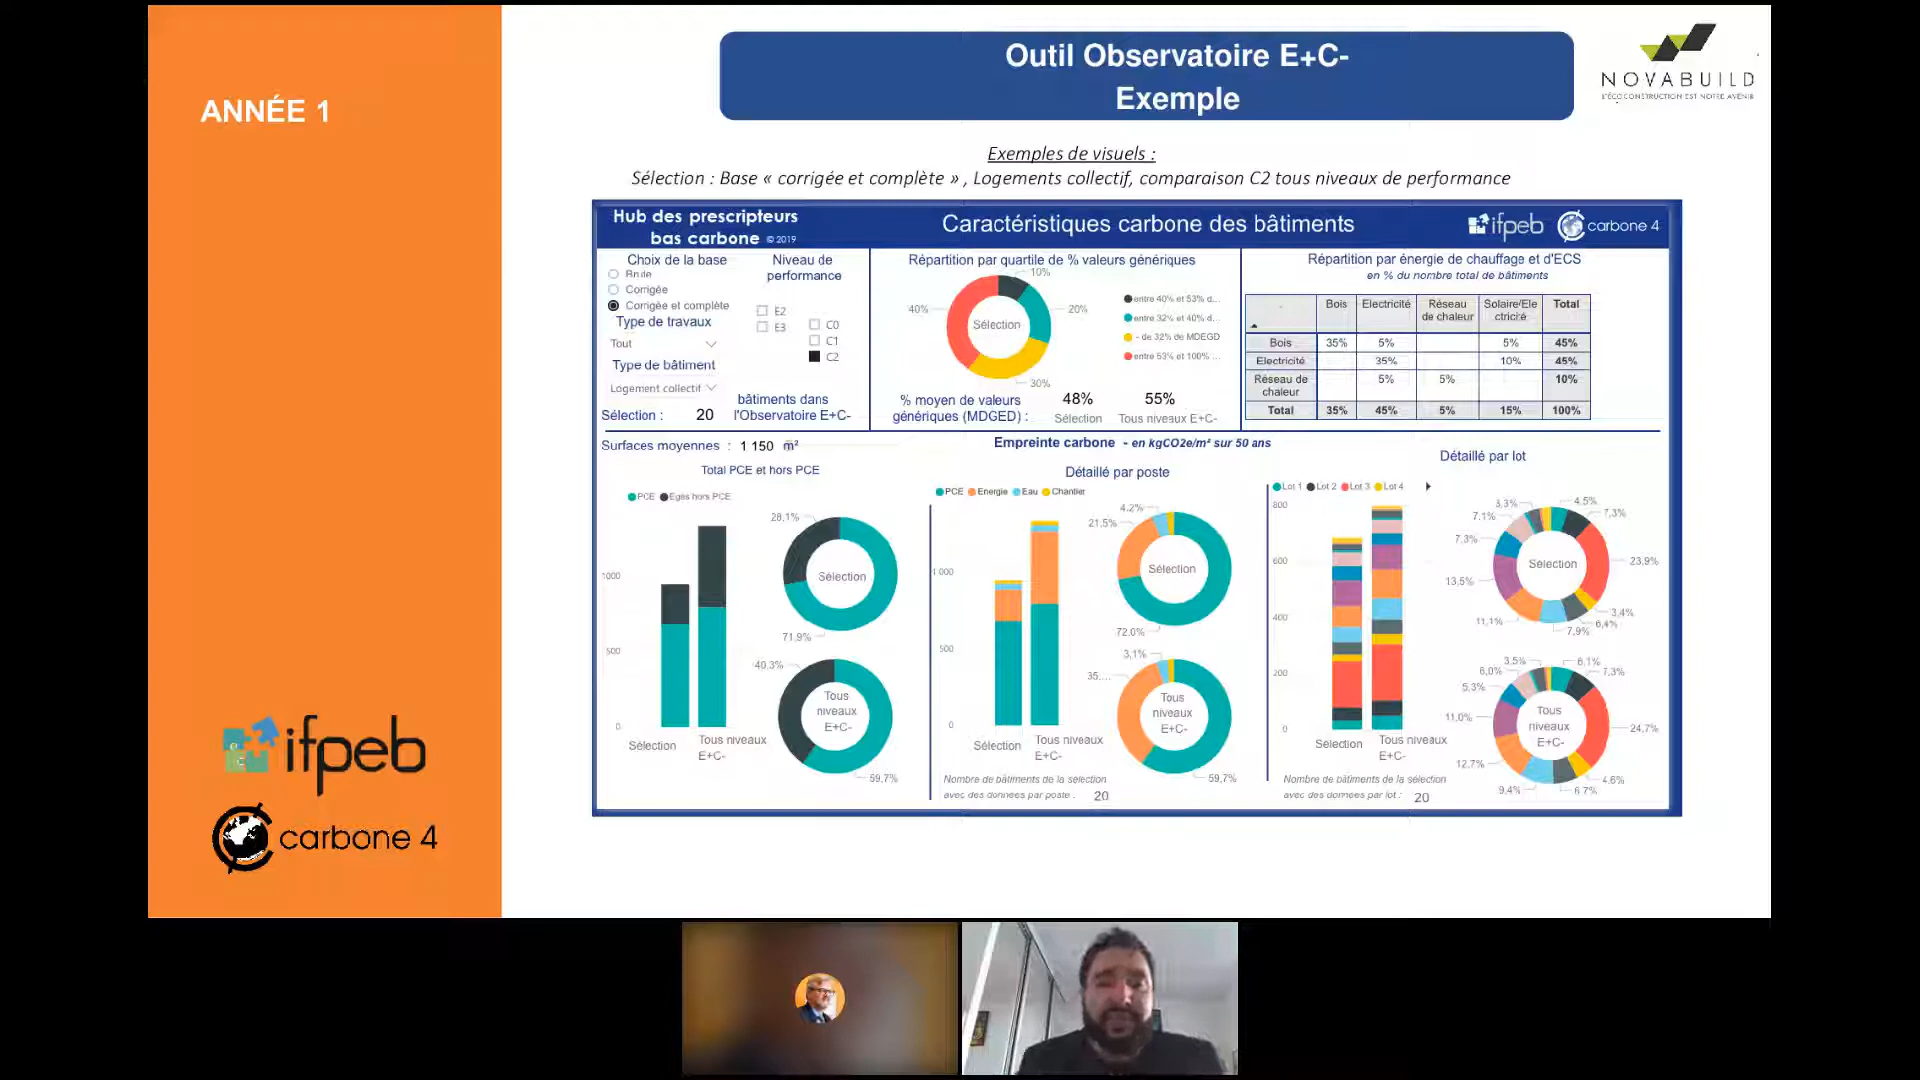 Outil Observatoire E+C-
Exemple
NOVABUILD
L'ÉCOCONSTRUCTION EST NOTRE AVENIR
ANNÉE 1
Exemples de visuels :
Sélection : Base « corrigée et complète » , Logements collectif, comparaison C2 tous niveaux de performance
Hub des prescripteurs
bas carbone © 2019
Caractéristiques carbone des bâtiments
ifpeb
carbone 4
Choix de la base
Brute
Corrigée
Corrigée et complète
Type de travaux
Tout
Type de bâtiment
Logement collectif
Niveau de
performance
E2
E3
C0
C1
C2
Sélection : 20
bâtiments dans
l'Observatoire E+C-
Répartition par quartile de % valeurs génériques
10%
20%
30%
40%
Sélection
entre 40% et 53% d...
entre 32% et 40% d...
- de 32% de MDEGD
entre 53% et 100% ...
% moyen de valeurs
génériques (MDGED) :
48%
Sélection
55%
Tous niveaux E+C-
Répartition par énergie de chauffage et d'ECS
en % du nombre total de bâtiments
Bois Electricité Réseau de chaleur Solaire/Ele ctricité Total
Bois 35% 5% 5% 45%
Electricité 35% 10% 45%
Réseau de chaleur 5% 5% 10%
Total 35% 45% 5% 15% 100%
Surfaces moyennes : 1 150 m²
Empreinte carbone - en kgCO2e/m² sur 50 ans
Total PCE et hors PCE
PCE Eges hors PCE
1000
500
0
Sélection
Tous niveaux
E+C-
28,1%
Sélection
71,9%
40,3%
Tous
niveaux
E+C-
59,7%
Détaillé par poste
PCE Energie Eau Chantier
1 000
500
0
Sélection
Tous niveaux
E+C-
4,2%
21,5%
Sélection
72,0%
3,1%
35,...
Tous
niveaux
E+C-
59,7%
Nombre de bâtiments de la sélection
avec des données par poste : 20
Détaillé par lot
Lot 1 Lot 2 Lot 3 Lot 4
800
600
400
200
0
Sélection
Tous niveaux
E+C-
3,3%
4,5%
7,1%
7,3%
7,3%
Sélection
23,9%
13,5%
3,4%
11,1%
6,4%
7,9%
3,5%
6,1%
6,0%
7,3%
5,3%
Tous
niveaux
E+C-
11,0%
24,7%
12,7%
4,6%
9,4%
6,7%
Nombre de bâtiments de la sélection
avec des données par lot : 20
ifpeb
carbone 4